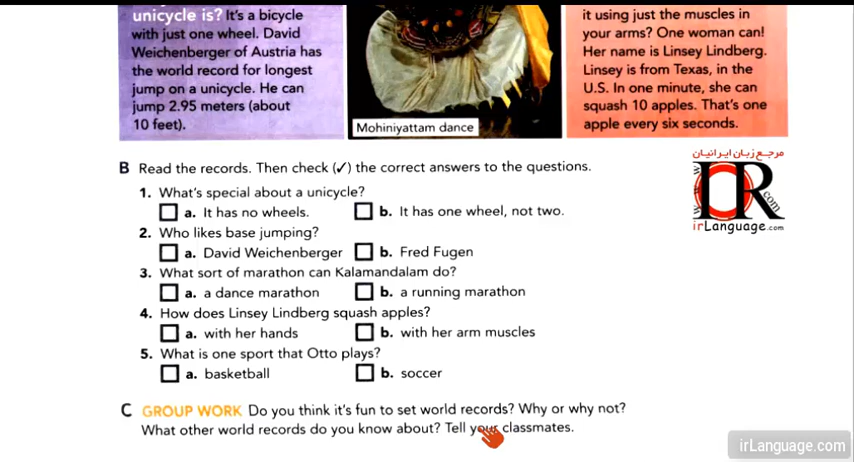 unicycle is? It's a bicycle
with just one wheel. David
Weichenberger of Austria has
the world record for longest
jump on a unicycle. He can
jump 2.95 meters (about
10 feet).
Mohiniyattam dance
it using just the muscles in
your arms? One woman can!
Her name is Linsey Lindberg.
Linsey is from Texas, in the
U.S. In one minute, she can
squash 10 apples. That's one
apple every six seconds.
B Read the records. Then check (✓) the correct answers to the questions.
1. What's special about a unicycle?
a. It has no wheels. b. It has one wheel, not two.
2. Who likes base jumping?
a. David Weichenberger b. Fred Fugen
3. What sort of marathon can Kalamandalam do?
a. a dance marathon b. a running marathon
4. How does Linsey Lindberg squash apples?
a. with her hands b. with her arm muscles
5. What is one sport that Otto plays?
a. basketball b. soccer
C GROUP WORK Do you think it's fun to set world records? Why or why not?
What other world records do you know about? Tell your classmates.
مرجع زبان ایرانیان
www.
IR
.com
irLanguage.com
irLanguage.com